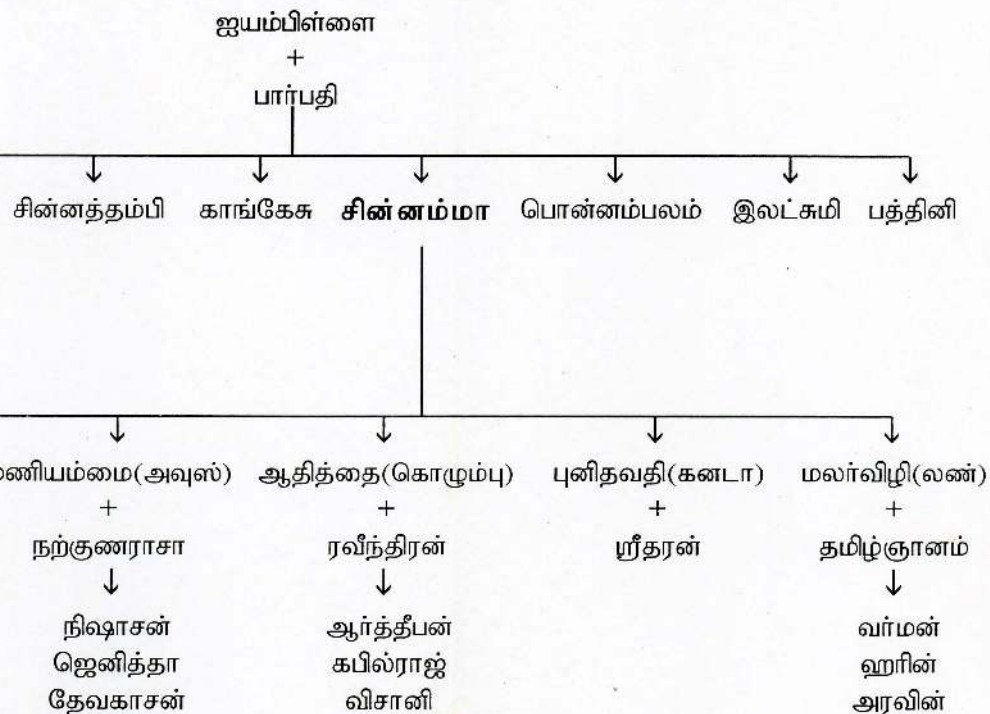 ஐயம்பிள்ளை
+
பார்பதி
சின்னத்தம்பி காங்கேசு சின்னம்மா பொன்னம்பலம் இலட்சுமி பத்தினி
ணியம்மை(அவுஸ்) ஆதித்தை(கொழும்பு) புனிதவதி(கனடா) மலர்விழி(லண்)
+ + + +
நற்குணராசா ரவீந்திரன் ஸ்ரீதரன் தமிழ்ஞானம்
நிஷாசன் ஆர்த்தீபன் வர்மன்
ஜெனித்தா கபில்ராஜ் ஹரின்
தேவகாசன் விசானி அரவின்